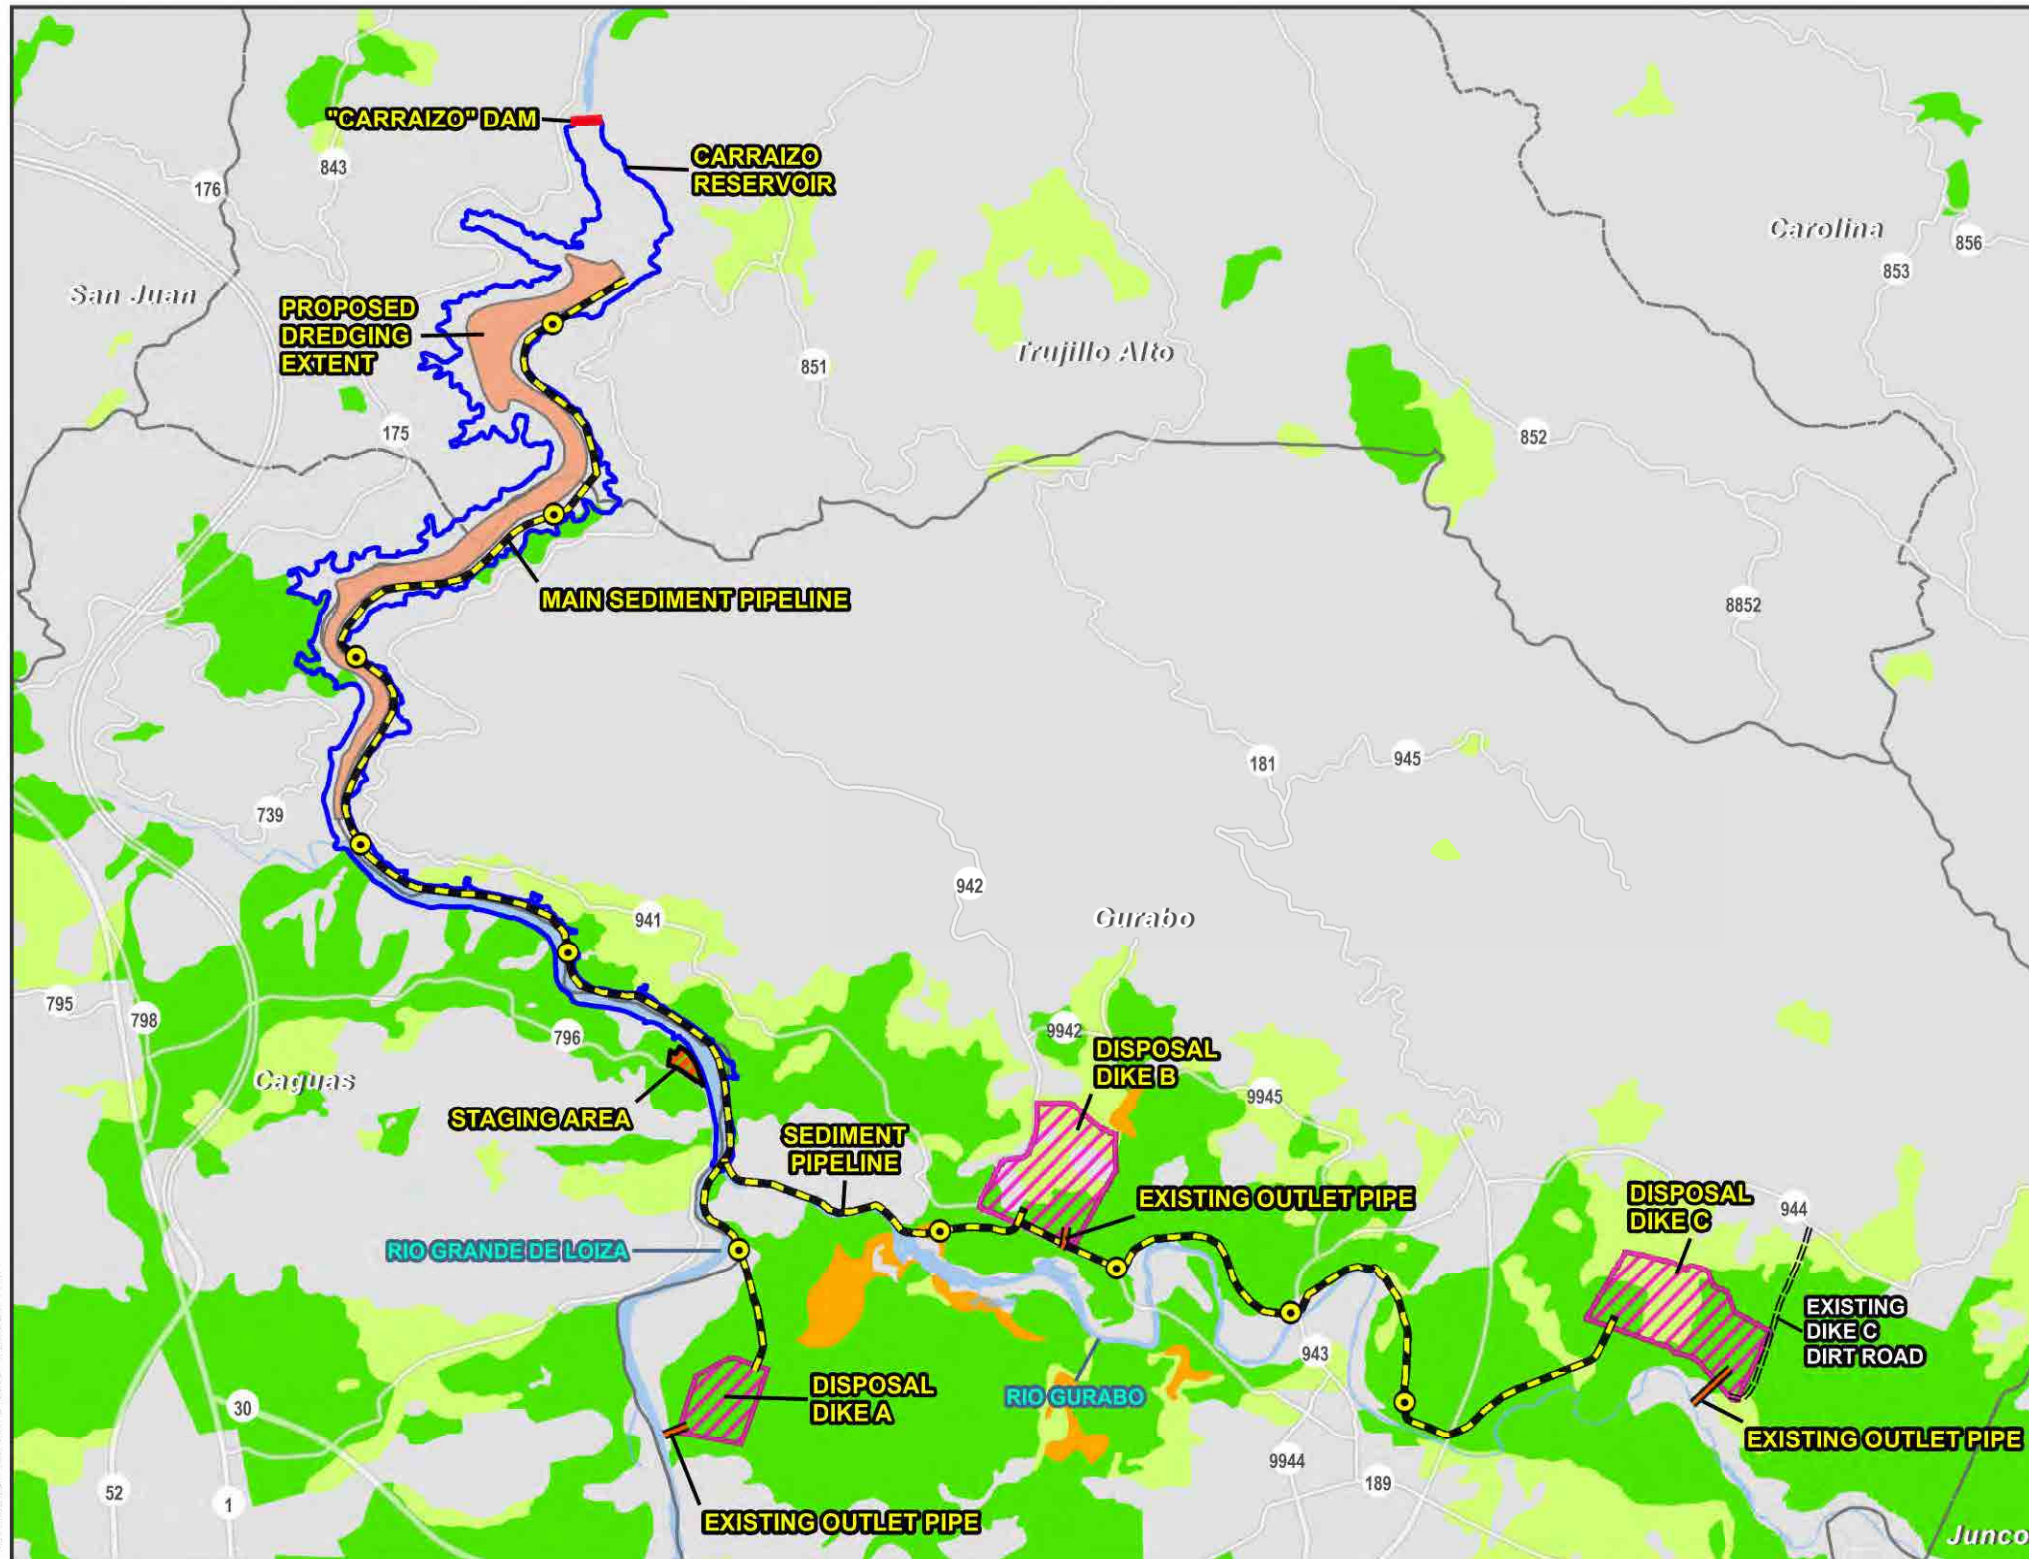 "CARRAIZO" DAM
CARRAIZO
RESERVOIR
843
176
San Juan
PROPOSED
DREDGING
EXTENT
Carolina
856
853
Trujillo Alto
851
175
852
MAIN SEDIMENT PIPELINE
8852
181
945
739
942
941
Gurabo
795
798
796
9942
DISPOSAL
DIKE B
Caguas
9945
STAGING AREA
SEDIMENT
PIPELINE
EXISTING OUTLET PIPE
DISPOSAL
DIKE C
944
RIO GRANDE DE LOIZA
EXISTING
DIKE C
DIRT ROAD
943
DISPOSAL
DIKE A
RIO GURABO
30
EXISTING OUTLET PIPE
9944
189
52
1
EXISTING OUTLET PIPE
Junco